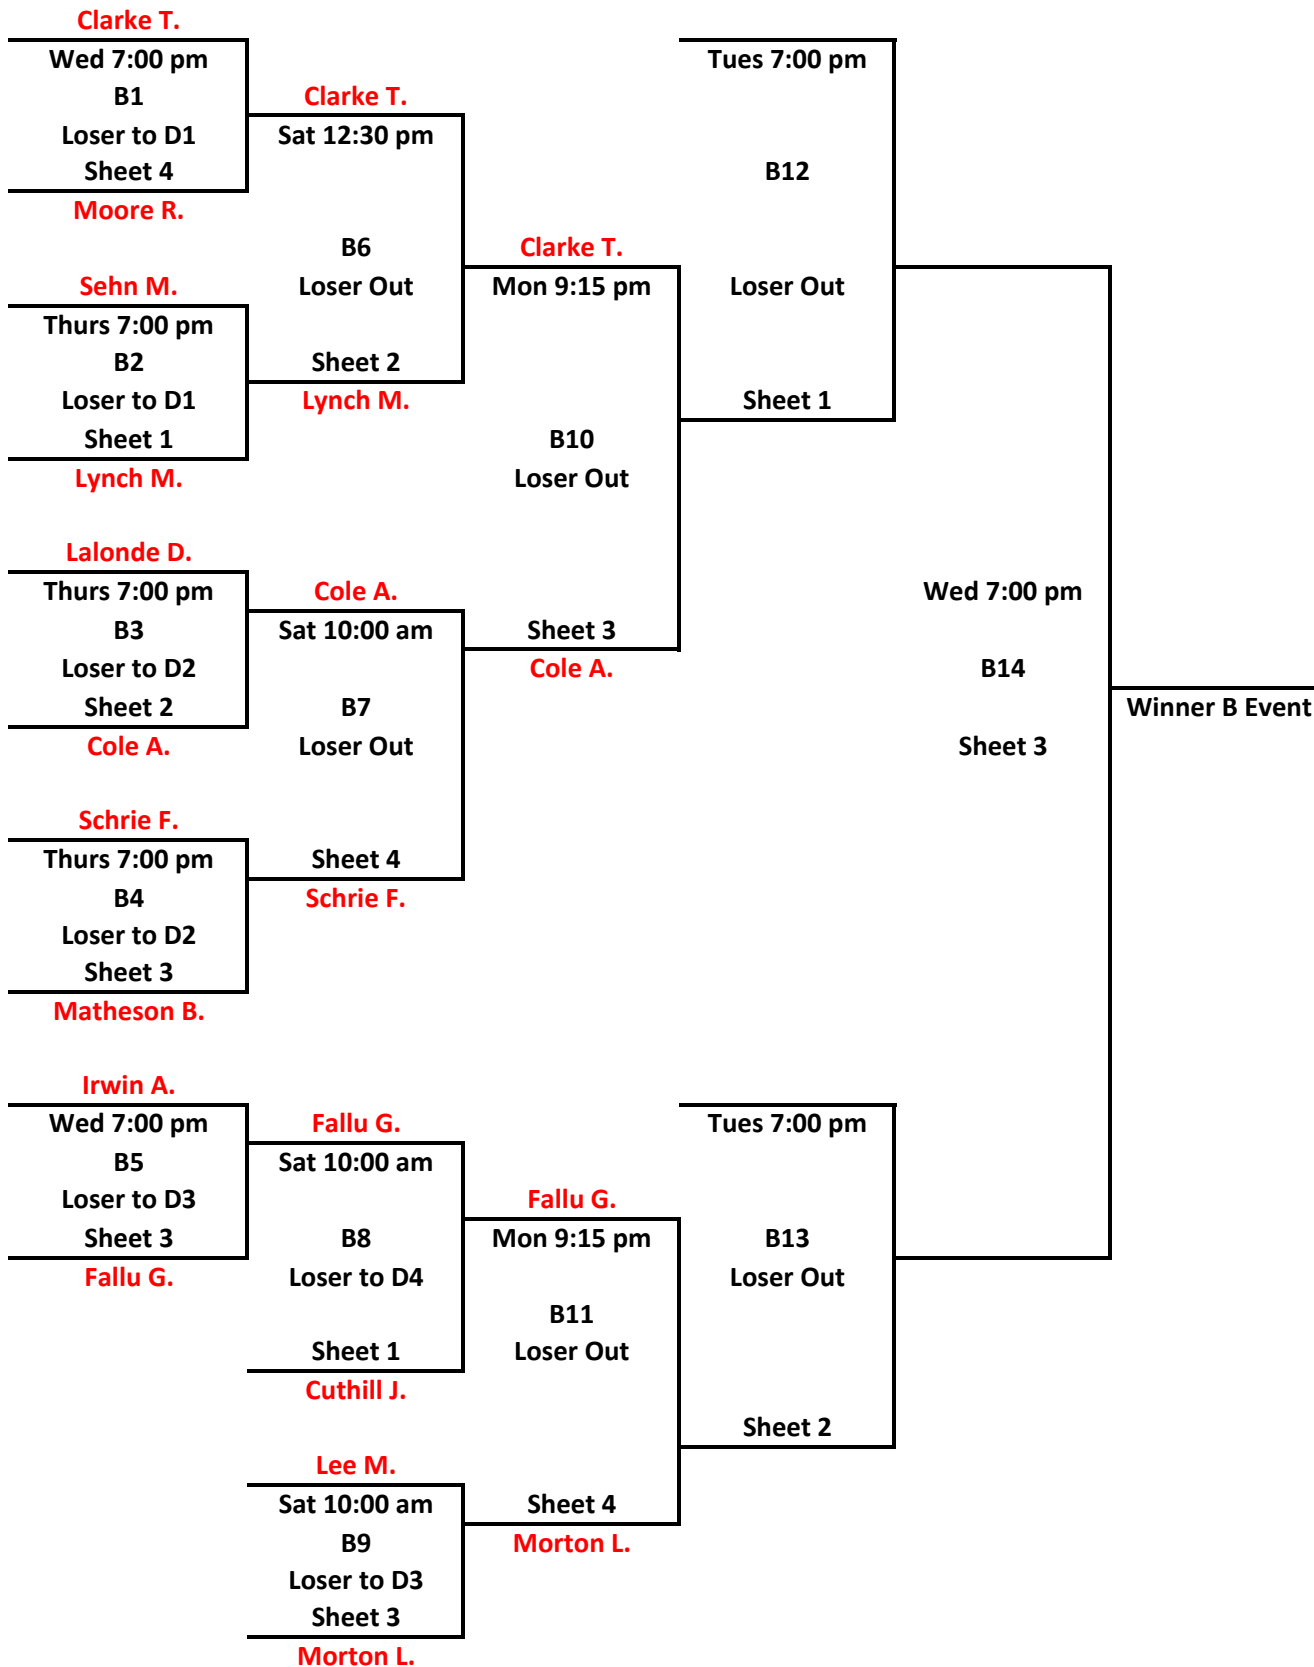 Clarke T.
Wed 7:00 pm
B1
Loser to D1
Sheet 4
Moore R.
Sehn M.
Thurs 7:00 pm
B2
Loser to D1
Sheet 1
Lynch M.
Lalonde D.
Thurs 7:00 pm
B3
Loser to D2
Sheet 2
Cole A.
Schrie F.
Thurs 7:00 pm
B4
Loser to D2
Sheet 3
Matheson B.
Irwin A.
Wed 7:00 pm
B5
Loser to D3
Sheet 3
Fallu G.
Clarke T.
Sat 12:30 pm
B6
Loser Out
Sheet 2
Lynch M.
Cole A.
Sat 10:00 am
B7
Loser Out
Sheet 4
Schrie F.
Fallu G.
Sat 10:00 am
B8
Loser to D4
Sheet 1
Cuthill J.
Lee M.
Sat 10:00 am
B9
Loser to D3
Sheet 3
Morton L.
Clarke T.
Mon 9:15 pm
B10
Loser Out
Sheet 3
Cole A.
Fallu G.
Mon 9:15 pm
B11
Loser Out
Sheet 4
Morton L.
Tues 7:00 pm
B12
Loser Out
Sheet 1
Tues 7:00 pm
B13
Loser Out
Sheet 2
Wed 7:00 pm
B14
Sheet 3
Winner B Event